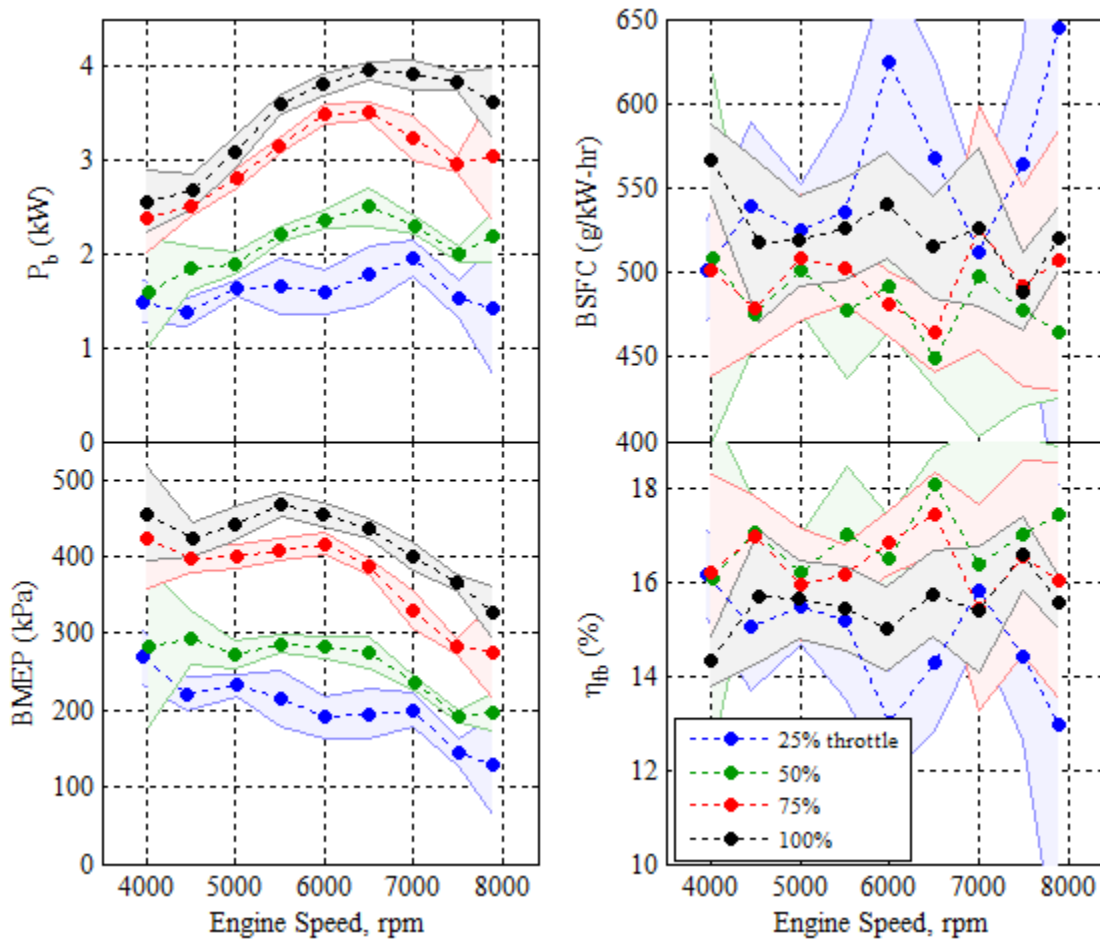 4
3
2
1
0
P_b (kW)
650
600
550
500
450
400
BSFC (g/kW-hr)
500
400
300
200
100
0
BMEP (kPa)
18
16
14
12
10
η_fb (%)
25% throttle
50%
75%
100%
4000 5000 6000 7000 8000
Engine Speed, rpm
4000 5000 6000 7000 8000
Engine Speed, rpm